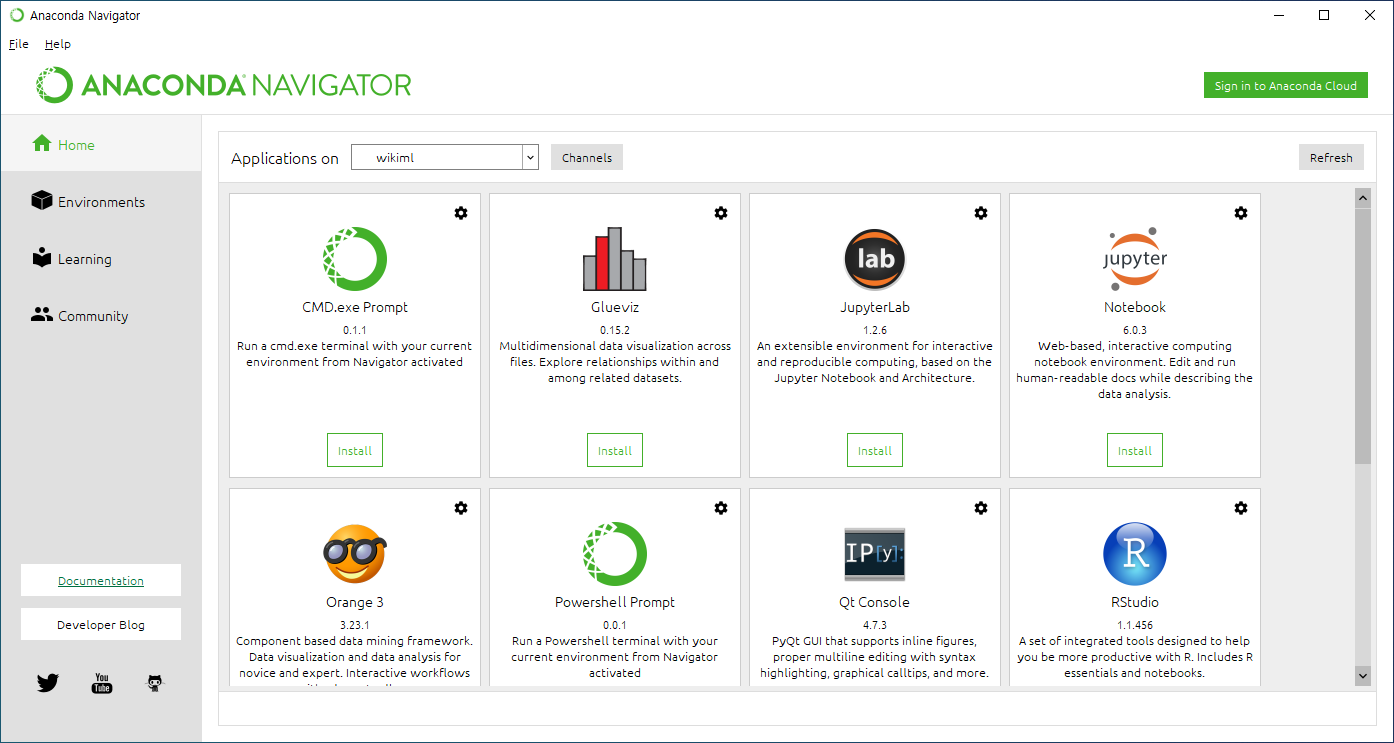 Anaconda Navigator
File Help
ANACONDA NAVIGATOR
Sign in to Anaconda Cloud
Home
Environments
Learning
Community
Documentation
Developer Blog
You
Tube
Applications on wikiml Channels Refresh
CMD.exe Prompt
0.1.1
Run a cmd.exe terminal with your current
environment from Navigator activated
Install
Glueviz
0.15.2
Multidimensional data visualization across
files. Explore relationships within and
among related datasets.
Install
lab
JupyterLab
1.2.6
An extensible environment for interactive
and reproducible computing, based on the
Jupyter Notebook and Architecture.
Install
jupyter
Notebook
6.0.3
Web-based, interactive computing
notebook environment. Edit and run
human-readable docs while describing the
data analysis.
Install
Orange 3
3.23.1
Component based data mining framework.
Data visualization and data analysis for
novice and expert. Interactive workflows
Powershell Prompt
0.0.1
Run a Powershell terminal with your
current environment from Navigator
activated
IP[y]:
Qt Console
4.7.3
PyQt GUI that supports inline figures,
proper multiline editing with syntax
highlighting, graphical calltips, and more.
R
RStudio
1.1.456
A set of integrated tools designed to help
you be more productive with R. Includes R
essentials and notebooks.